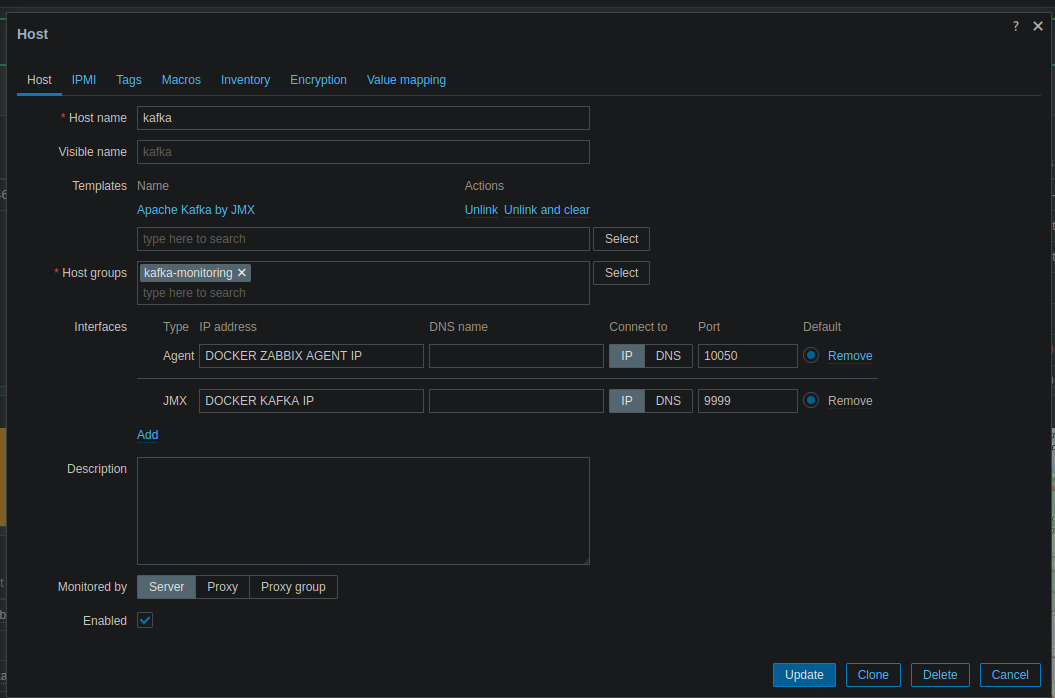 Host
?
Host IPMI Tags Macros Inventory Encryption Value mapping
* Host name kafka
Visible name kafka
Templates Name Actions
Apache Kafka by JMX Unlink Unlink and clear
type here to search Select
* Host groups kafka-monitoring Select
type here to search
Interfaces Type IP address DNS name Connect to Port Default
Agent DOCKER ZABBIX AGENT IP IP DNS 10050 Remove
JMX DOCKER KAFKA IP IP DNS 9999 Remove
Add
Description
Monitored by Server Proxy Proxy group
Enabled
Update Clone Delete Cancel